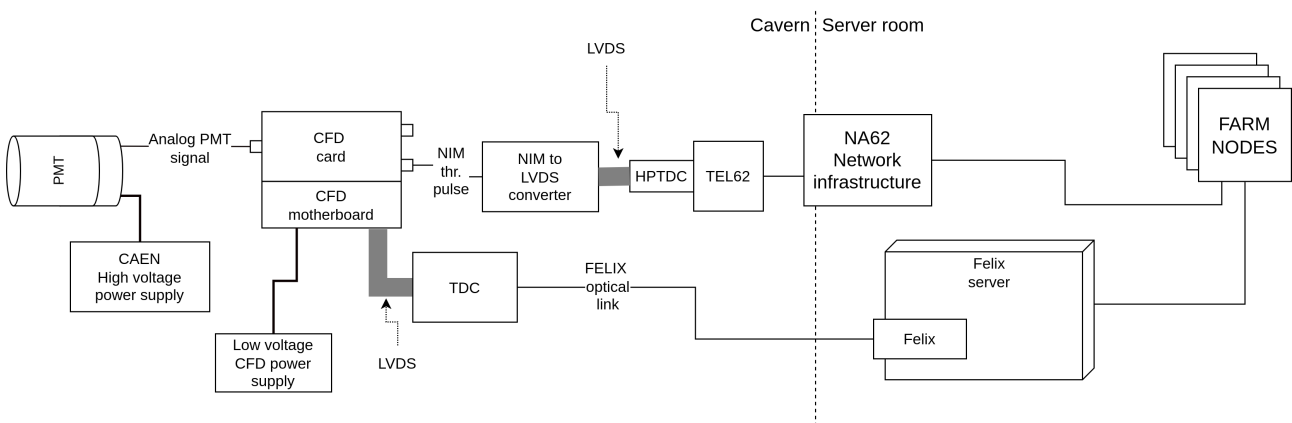 Cavern
Server room
LVDS
PMT
Analog PMT
signal
CFD
card
CFD
motherboard
NIM
thr.
pulse
NIM to
LVDS
converter
HPTDC
TEL62
NA62
Network
infrastructure
FARM
NODES
CAEN
High voltage
power supply
Low voltage
CFD power
supply
LVDS
TDC
FELIX
optical
link
Felix
server
Felix